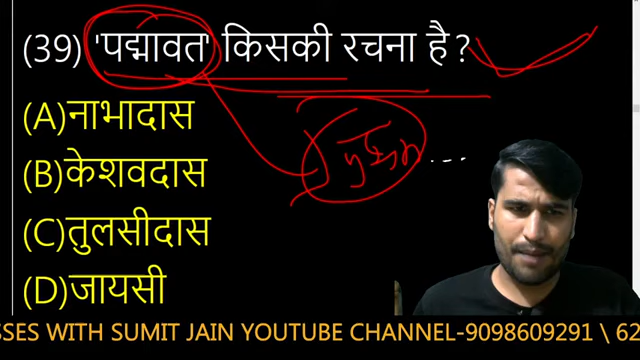 (39) 'पद्मावत' किसकी रचना है?
(A)नाभादास
(B)केशवदास
(C)तुलसीदास
(D)जायसी
SSES WITH SUMIT JAIN YOUTUBE CHANNEL-9098609291 \ 62